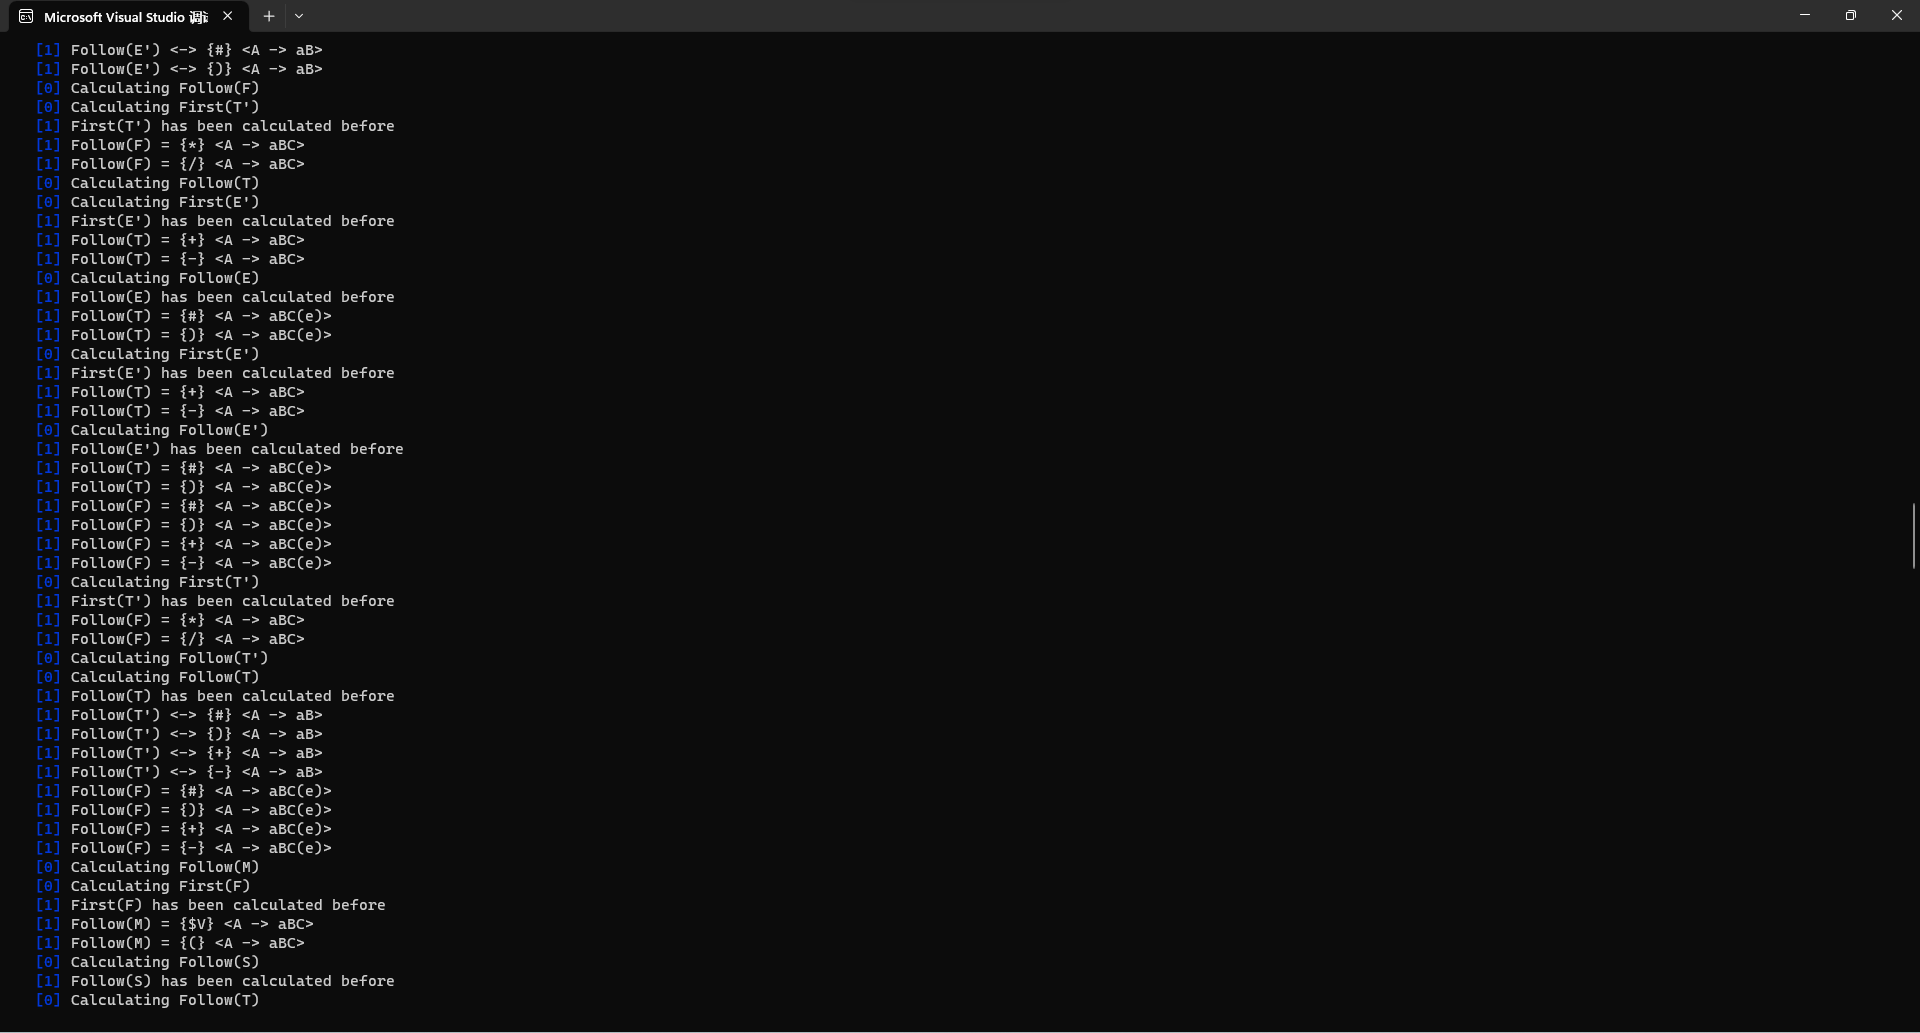 Microsoft Visual Studio 调试
[1] Follow(E') <-> {#} <A -> aB>
[1] Follow(E') <-> {)} <A -> aB>
[0] Calculating Follow(F)
[0] Calculating First(T')
[1] First(T') has been calculated before
[1] Follow(F) = {*} <A -> aBC>
[1] Follow(F) = {/} <A -> aBC>
[0] Calculating Follow(T)
[0] Calculating First(E')
[1] First(E') has been calculated before
[1] Follow(T) = {+} <A -> aBC>
[1] Follow(T) = {-} <A -> aBC>
[0] Calculating Follow(E)
[1] Follow(E) has been calculated before
[1] Follow(T) = {#} <A -> aBC(e)>
[1] Follow(T) = {)} <A -> aBC(e)>
[0] Calculating First(E')
[1] First(E') has been calculated before
[1] Follow(T) = {+} <A -> aBC>
[1] Follow(T) = {-} <A -> aBC>
[0] Calculating Follow(E')
[1] Follow(E') has been calculated before
[1] Follow(T) = {#} <A -> aBC(e)>
[1] Follow(T) = {)} <A -> aBC(e)>
[1] Follow(F) = {#} <A -> aBC(e)>
[1] Follow(F) = {)} <A -> aBC(e)>
[1] Follow(F) = {+} <A -> aBC(e)>
[1] Follow(F) = {-} <A -> aBC(e)>
[0] Calculating First(T')
[1] First(T') has been calculated before
[1] Follow(F) = {*} <A -> aBC>
[1] Follow(F) = {/} <A -> aBC>
[0] Calculating Follow(T')
[0] Calculating Follow(T)
[1] Follow(T) has been calculated before
[1] Follow(T') <-> {#} <A -> aB>
[1] Follow(T') <-> {)} <A -> aB>
[1] Follow(T') <-> {+} <A -> aB>
[1] Follow(T') <-> {-} <A -> aB>
[1] Follow(F) = {#} <A -> aBC(e)>
[1] Follow(F) = {)} <A -> aBC(e)>
[1] Follow(F) = {+} <A -> aBC(e)>
[1] Follow(F) = {-} <A -> aBC(e)>
[0] Calculating Follow(M)
[0] Calculating First(F)
[1] First(F) has been calculated before
[1] Follow(M) = {$V} <A -> aBC>
[1] Follow(M) = {(} <A -> aBC>
[0] Calculating Follow(S)
[1] Follow(S) has been calculated before
[0] Calculating Follow(T)